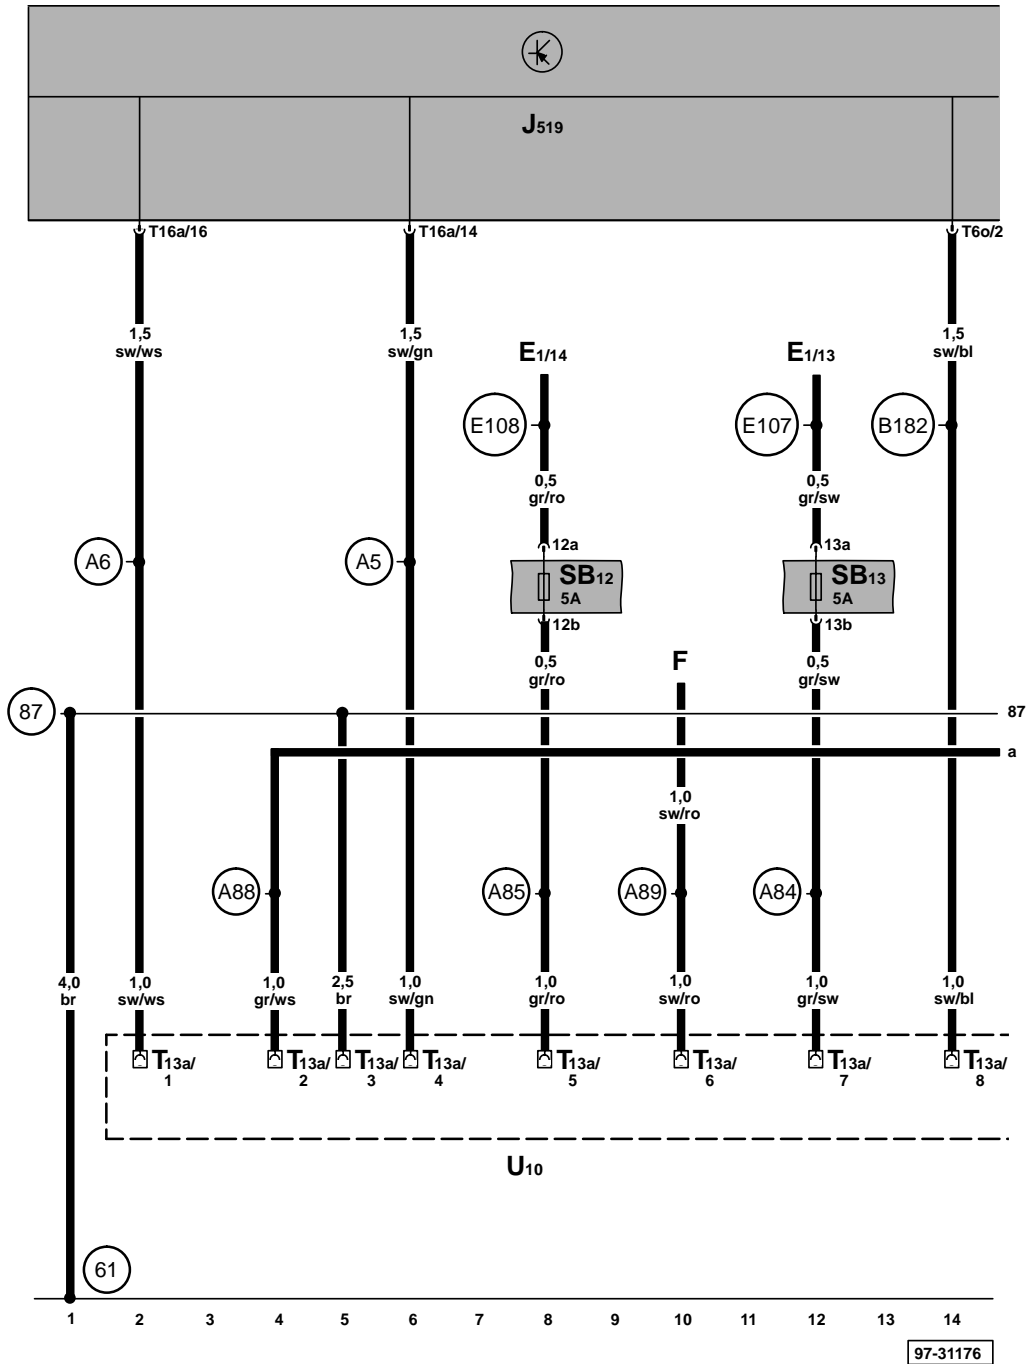 J519
T16a/16
T16a/14
T6o/2
1,5
sw/ws
1,5
sw/gn
1,5
sw/bl
E1/14
E1/13
E108
E107
B182
0,5
gr/ro
0,5
gr/sw
A6
A5
12a
13a
SB12
5A
SB13
5A
12b
13b
0,5
gr/ro
F
0,5
gr/sw
87
87
a
1,0
sw/ro
A88
A85
A89
A84
4,0
br
1,0
sw/ws
1,0
gr/ws
2,5
br
1,0
sw/gn
1,0
gr/ro
1,0
sw/ro
1,0
gr/sw
1,0
sw/bl
T13a/
1
T13a/
2
T13a/
3
T13a/
4
T13a/
5
T13a/
6
T13a/
7
T13a/
8
U10
61
1 2 3 4 5 6 7 8 9 10 11 12 13 14
97-31176